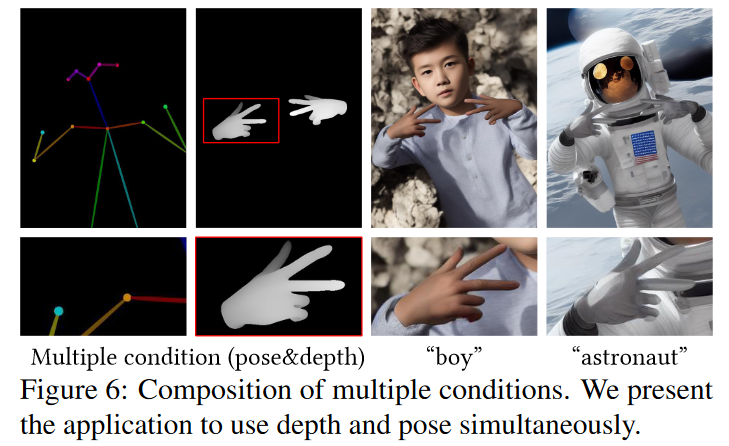 Multiple condition (pose&depth) “boy” “astronaut”
Figure 6: Composition of multiple conditions. We present
the application to use depth and pose simultaneously.